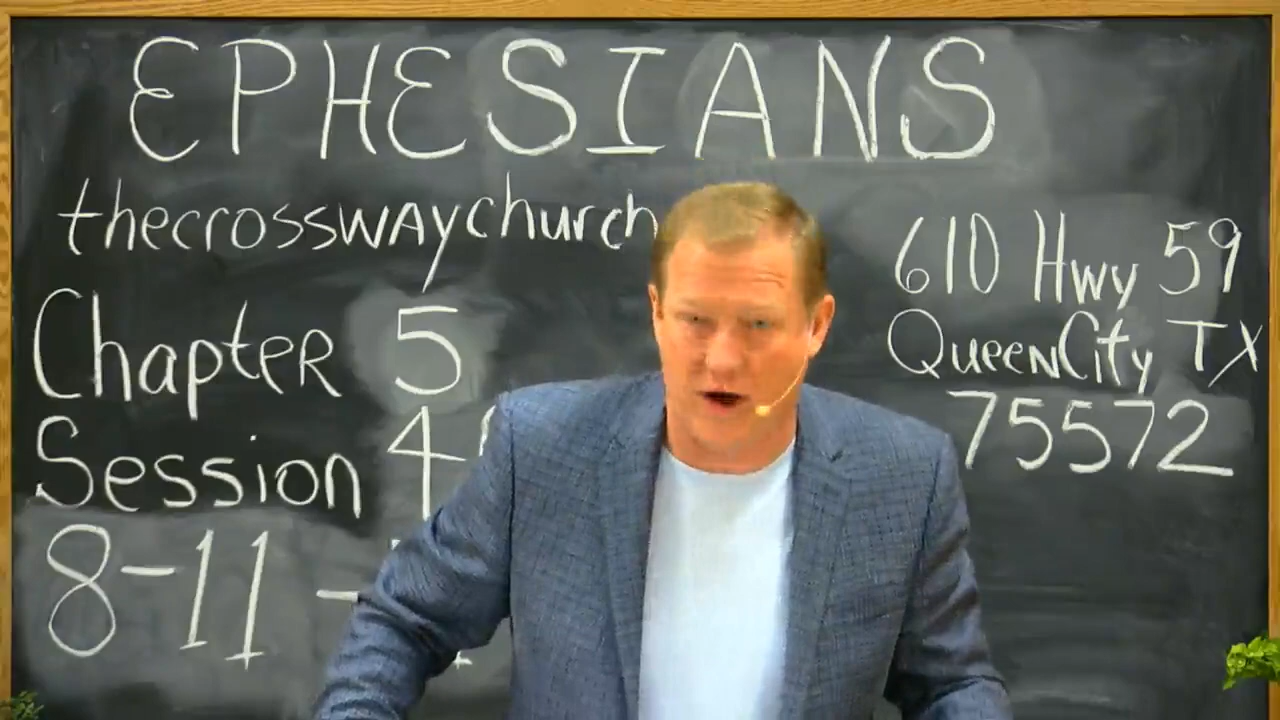 EPHESIANS
thecrossWAychurch
Chapter 5
Session 4
8-11 -
610 Hwy 59
QueenCity TX
75572